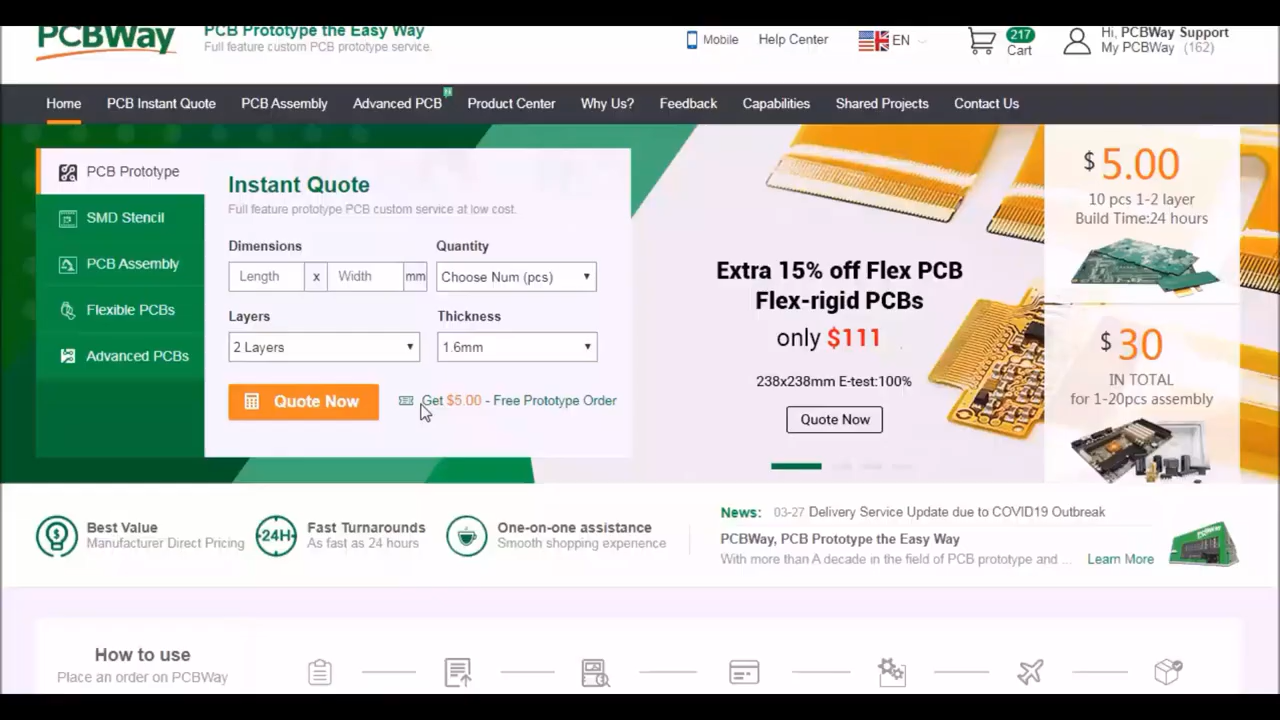 PCBWay
PCB Prototype the Easy Way
Full feature custom PCB prototype service.
Mobile
Help Center
EN
217
Cart
Hi, PCBWay Support
My PCBWay (162)
Home
PCB Instant Quote
PCB Assembly
Advanced PCB
Product Center
Why Us?
Feedback
Capabilities
Shared Projects
Contact Us
PCB Prototype
SMD Stencil
PCB Assembly
Flexible PCBs
Advanced PCBs
Instant Quote
Full feature prototype PCB custom service at low cost.
Dimensions
Quantity
Length x Width mm
Choose Num (pcs)
Layers
Thickness
2 Layers
1.6mm
Quote Now
Get $5.00 - Free Prototype Order
Extra 15% off Flex PCB
Flex-rigid PCBs
only $111
238x238mm E-test:100%
Quote Now
$ 5.00
10 pcs 1-2 layer
Build Time:24 hours
$ 30
IN TOTAL
for 1-20pcs assembly
Best Value
Manufacturer Direct Pricing
24H
Fast Turnarounds
As fast as 24 hours
One-on-one assistance
Smooth shopping experience
News: 03-27 Delivery Service Update due to COVID19 Outbreak
PCBWay, PCB Prototype the Easy Way
With more than A decade in the field of PCB prototype and ... Learn More
How to use
Place an order on PCBWay